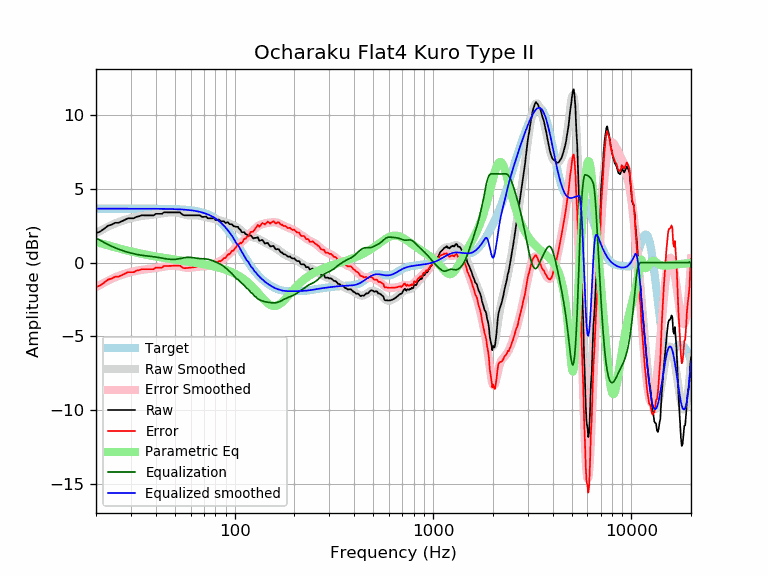 Ocharaku Flat4 Kuro Type II
Amplitude (dBr)
10
5
0
−5
−10
−15
Target
Raw Smoothed
Error Smoothed
Raw
Error
Parametric Eq
Equalization
Equalized smoothed
100 1000 10000
Frequency (Hz)